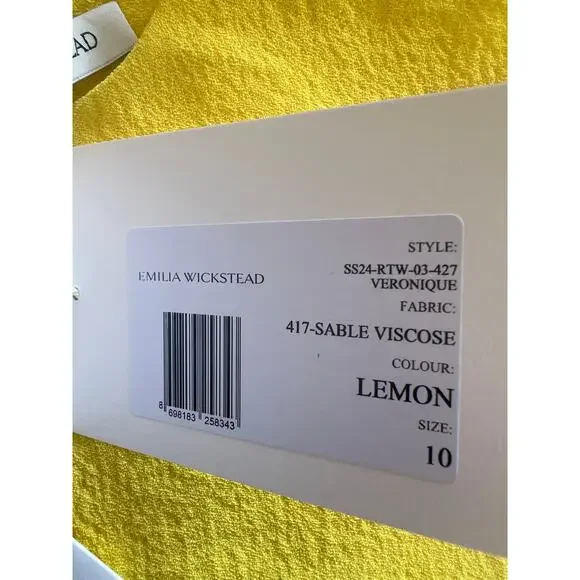 EAD
EMILIA WICKSTEAD
8 698183 258343
STYLE:
SS24-RTW-03-427
VERONIQUE
FABRIC:
417-SABLE VISCOSE
COLOUR:
LEMON
SIZE:
10